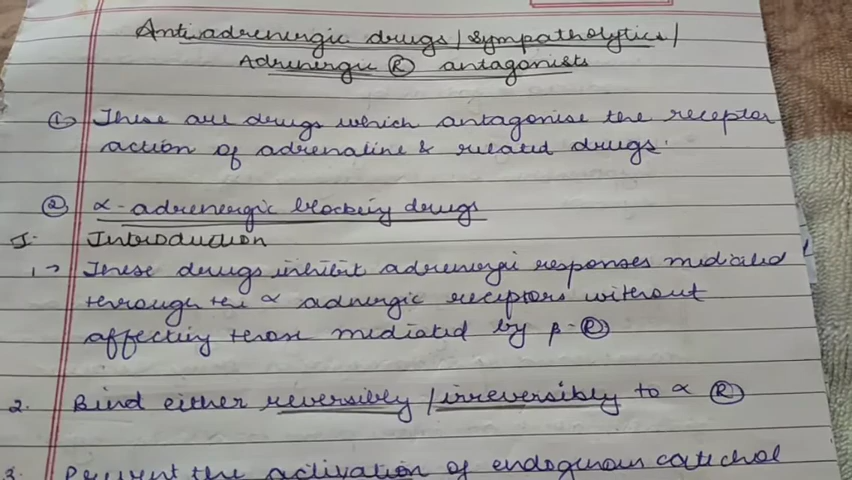 Antiadrenergic drugs/Sympatholytics/
Adrenergic Ⓡ antagonists
① These are drugs which antagonise the receptor
action of adrenaline & related drugs.
② α-adrenergic blocking drugs
I. Introduction
1→ These drugs inhibit adrenergic responses mediated
through the α adnergic receptors without
affecting those mediated by β-Ⓡ
2. Bind either reversibly/irreversibly to α Ⓡ
3. Prevent the activation of endogenous catechol